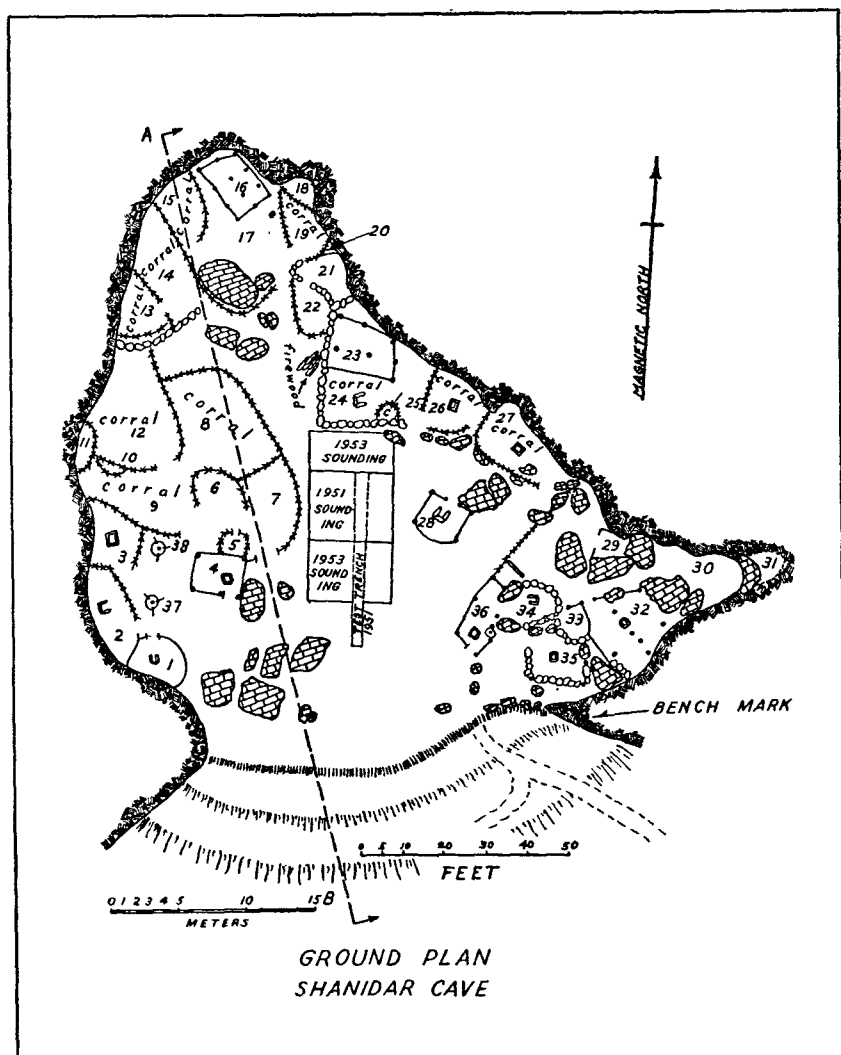 A
16
18
15
corral
corral
19
20
17
corral
14
21
corral
13
22
23
firewood
corral
24
c
25
26
corral
27
corral
corral
8
corral
12
11
10
1953
SOUNDING
corral
9
6
7
1951
SOUND-
ING
28
3
38
5
4
1953
SOUND
ING
TEST TRENCH
1951
29
30
31
36
34
33
32
37
2
1
35
BENCH MARK
MAGNETIC NORTH
0 5 10 20 30 40 50
FEET
0 1 2 3 4 5 10 15 B
METERS
GROUND PLAN
SHANIDAR CAVE